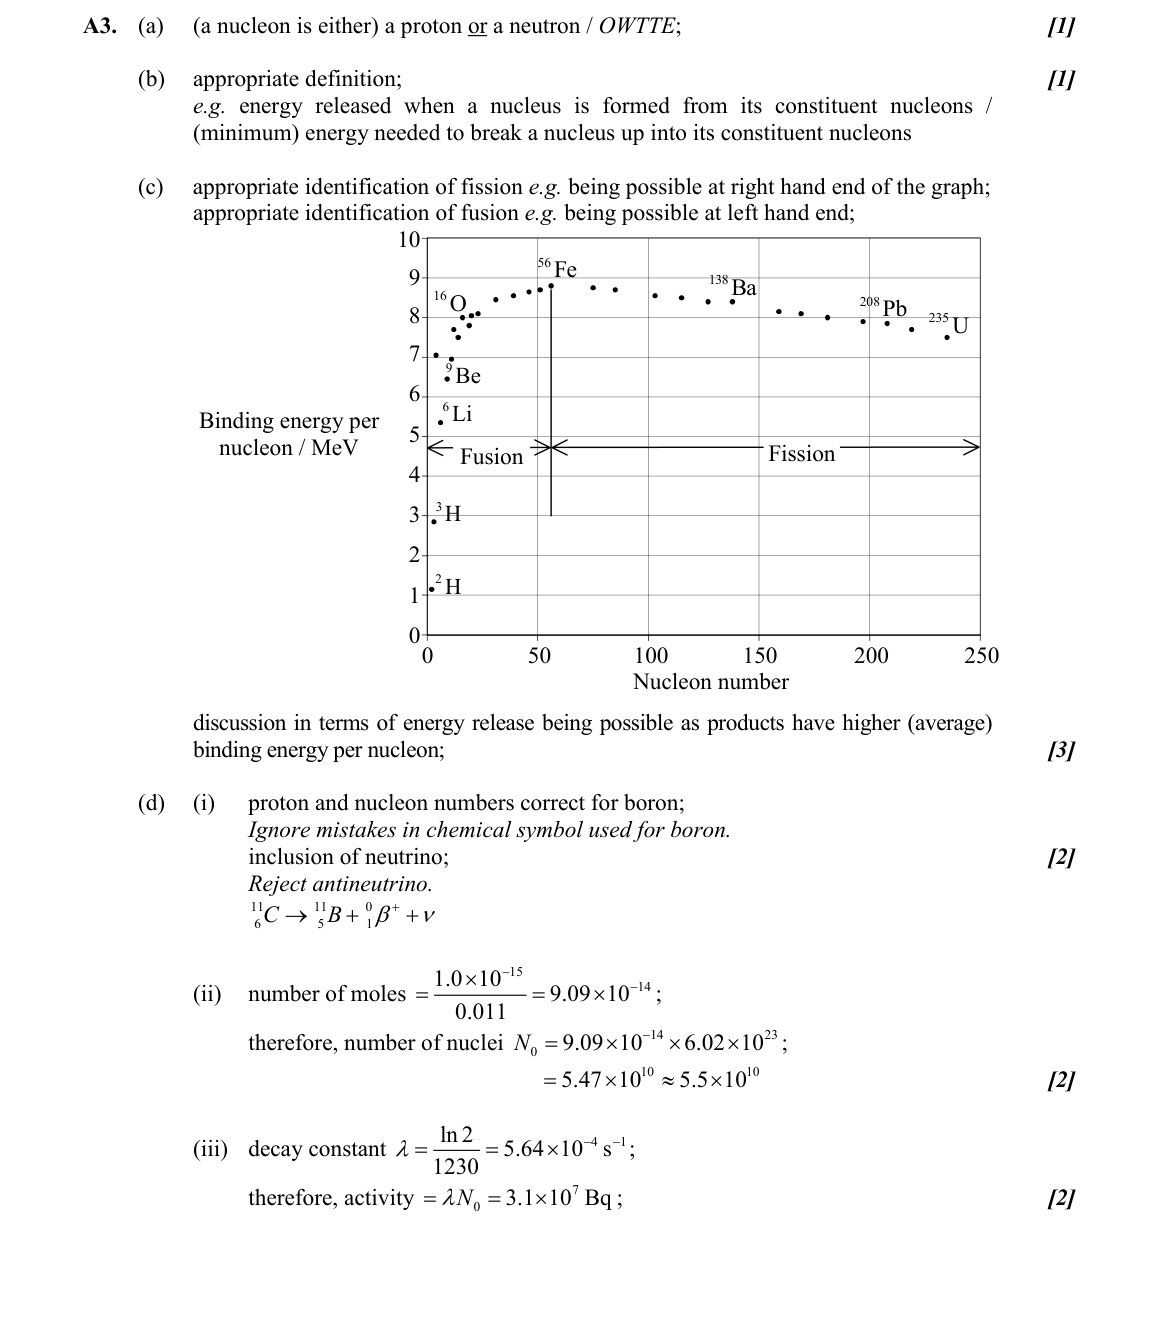 A3. (a) (a nucleon is either) a proton or a neutron / OWTTE; [1]
(b) appropriate definition; [1]
e.g. energy released when a nucleus is formed from its constituent nucleons /
(minimum) energy needed to break a nucleus up into its constituent nucleons
(c) appropriate identification of fission e.g. being possible at right hand end of the graph;
appropriate identification of fusion e.g. being possible at left hand end;
10
9
8
7
6
5
4
3
2
1
0
Binding energy per
nucleon / MeV
⁵⁶Fe
¹³⁸Ba
¹⁶O
²⁰⁸Pb
²³⁵U
⁹Be
⁶Li
Fusion
Fission
³H
²H
0 50 100 150 200 250
Nucleon number
discussion in terms of energy release being possible as products have higher (average)
binding energy per nucleon; [3]
(d) (i) proton and nucleon numbers correct for boron;
Ignore mistakes in chemical symbol used for boron.
inclusion of neutrino; [2]
Reject antineutrino.
¹¹₆C → ¹¹₅B + ⁰₁β⁺ + ν
(ii) number of moles = 1.0×10⁻¹⁵ / 0.011 = 9.09×10⁻¹⁴ ;
therefore, number of nuclei N₀ = 9.09×10⁻¹⁴ × 6.02×10²³ ;
= 5.47×10¹⁰ ≈ 5.5×10¹⁰ [2]
(iii) decay constant λ = ln 2 / 1230 = 5.64×10⁻⁴ s⁻¹ ;
therefore, activity = λN₀ = 3.1×10⁷ Bq ; [2]